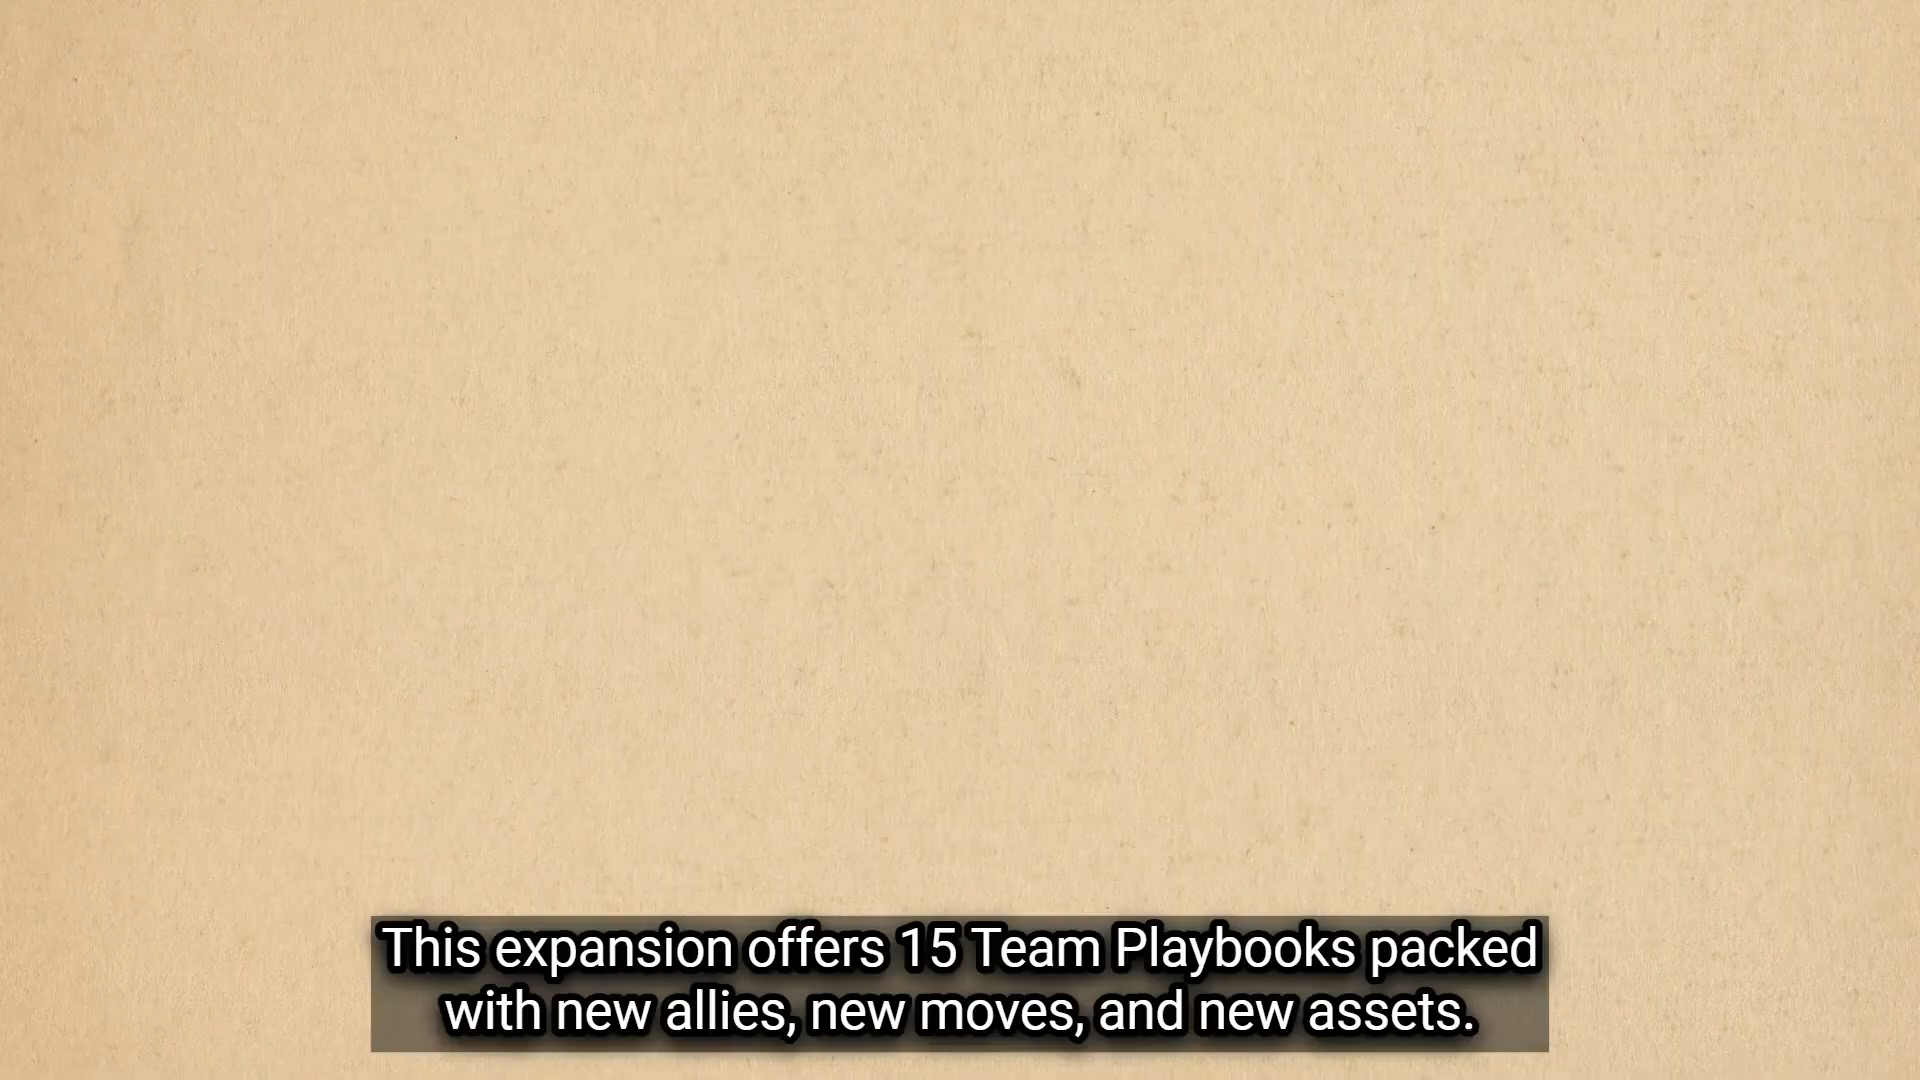 This expansion offers 15 Team Playbooks packed
with new allies, new moves, and new assets.